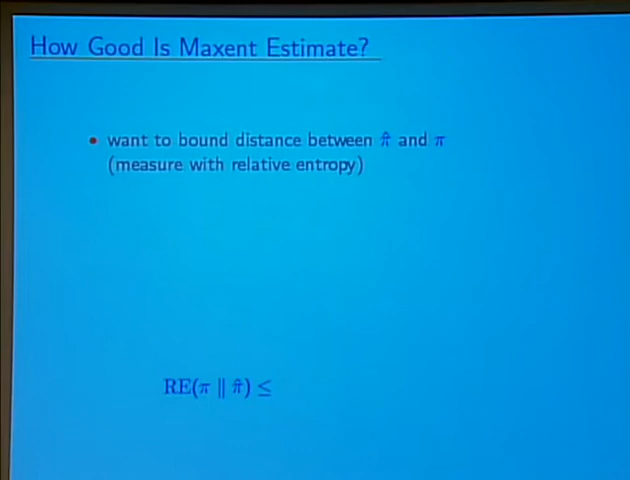 How Good Is Maxent Estimate?
• want to bound distance between π̂ and π
(measure with relative entropy)
RE(π ∥ π̂) ≤